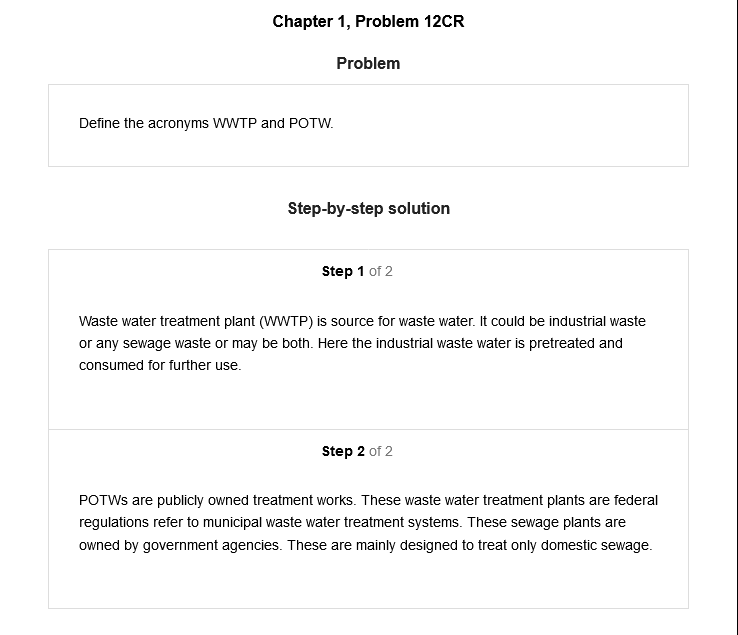 Chapter 1, Problem 12CR
Problem
Define the acronyms WWTP and POTW.
Step-by-step solution
Step 1 of 2
Waste water treatment plant (WWTP) is source for waste water. It could be industrial waste
or any sewage waste or may be both. Here the industrial waste water is pretreated and
consumed for further use.
Step 2 of 2
POTWs are publicly owned treatment works. These waste water treatment plants are federal
regulations refer to municipal waste water treatment systems. These sewage plants are
owned by government agencies. These are mainly designed to treat only domestic sewage.